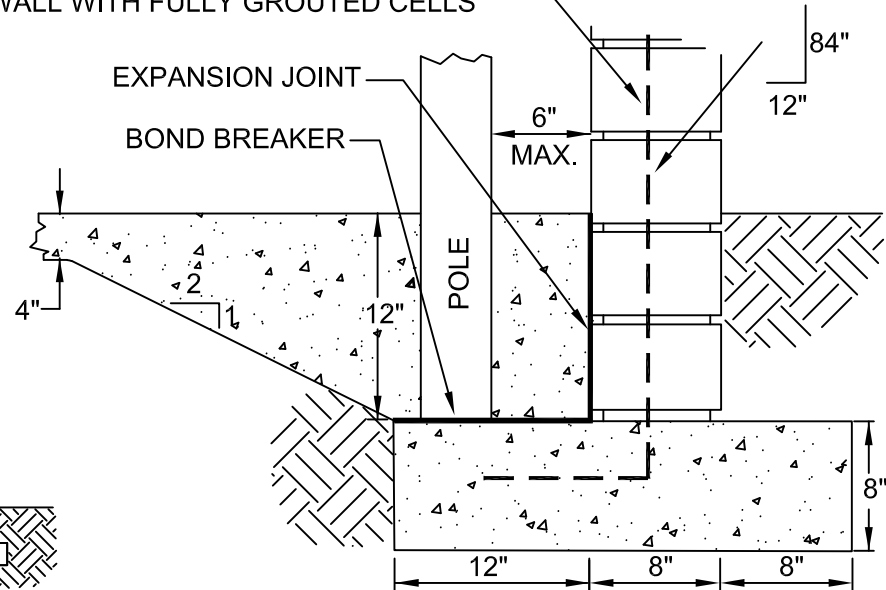 WALL WITH FULLY GROUTED CELLS
84"
12"
EXPANSION JOINT
6"
MAX.
BOND BREAKER
POLE
2
1
4"
12"
8"
12"
8"
8"